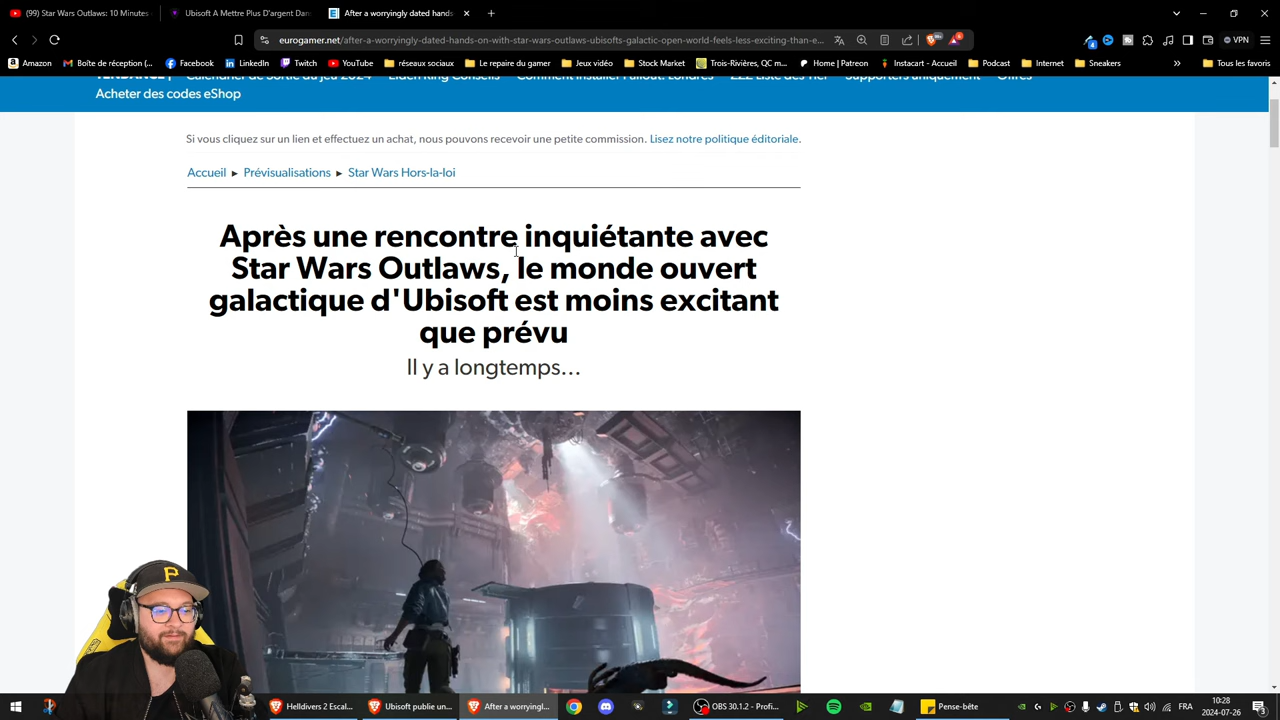 (99) Star Wars Outlaws: 10 Minutes
Ubisoft A Mettre Plus D'argent Dan
After a worryingly dated hands
eurogamer.net/after-a-worryingly-dated-hands-on-with-star-wars-outlaws-ubisofts-galactic-open-world-feels-less-exciting-than-e...
VPN
Amazon
Boîte de réception (...
Facebook
LinkedIn
Twitch
YouTube
réseaux sociaux
Le repaire du gamer
Jeux vidéo
Stock Market
Trois-Rivières, QC m...
Home | Patreon
Instacart - Accueil
Podcast
Internet
Sneakers
Tous les favoris
TENDANCE | Calendrier de sortie du jeu 2024 Elden Ring Conseils Comment installer Fallout: Londres ZZZ Liste des Tier Supporters uniquement Offres
Acheter des codes eShop
Si vous cliquez sur un lien et effectuez un achat, nous pouvons recevoir une petite commission. Lisez notre politique éditoriale.
Accueil ▸ Prévisualisations ▸ Star Wars Hors-la-loi
Après une rencontre inquiétante avec
Star Wars Outlaws, le monde ouvert
galactique d'Ubisoft est moins excitant
que prévu
Il y a longtemps...
P
Helldivers 2 Escal...
Ubisoft publie un...
After a worryingl...
OBS 30.1.2 - Profi...
Pense-bête
FRA
10:28
2024-07-26